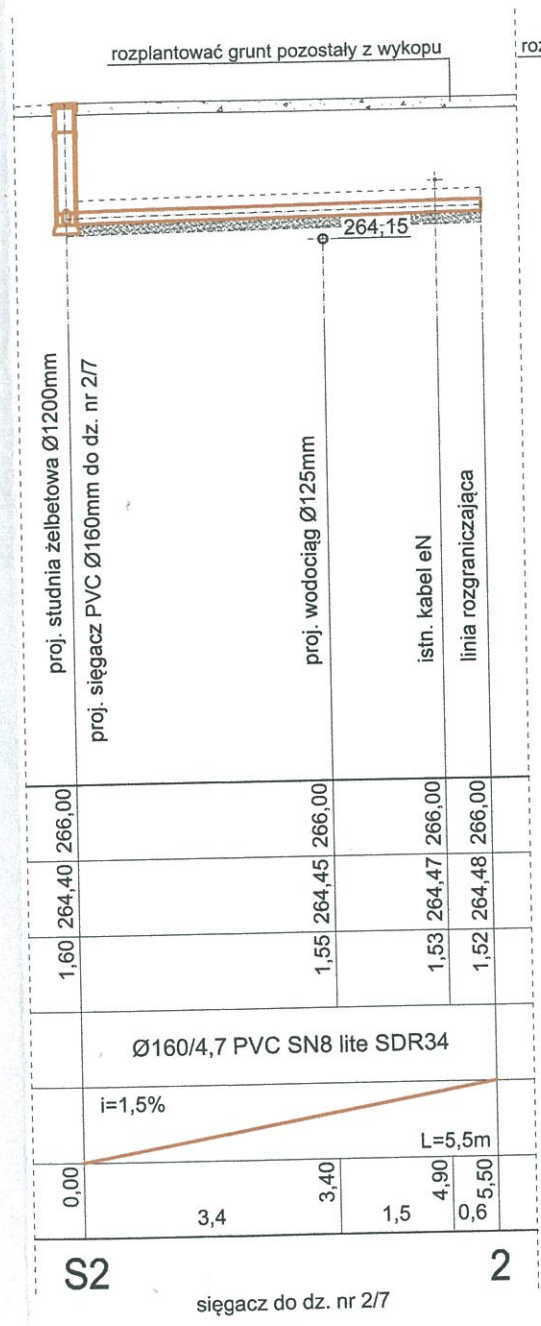 rozplantować grunt pozostały z wykopu
roz
264,15
proj. studnia żelbetowa Ø1200mm
proj. sięgacz PVC Ø160mm do dz. nr 2/7
proj. wodociąg Ø125mm
istn. kabel eN
linia rozgraniczająca
266,00 266,00 266,00 266,00
264,40 264,45 264,47 264,48
1,60 1,55 1,53 1,52
Ø160/4,7 PVC SN8 lite SDR34
i=1,5%
L=5,5m
0,00 3,40 4,90 5,50
3,4 1,5 0,6
S2 2
sięgacz do dz. nr 2/7